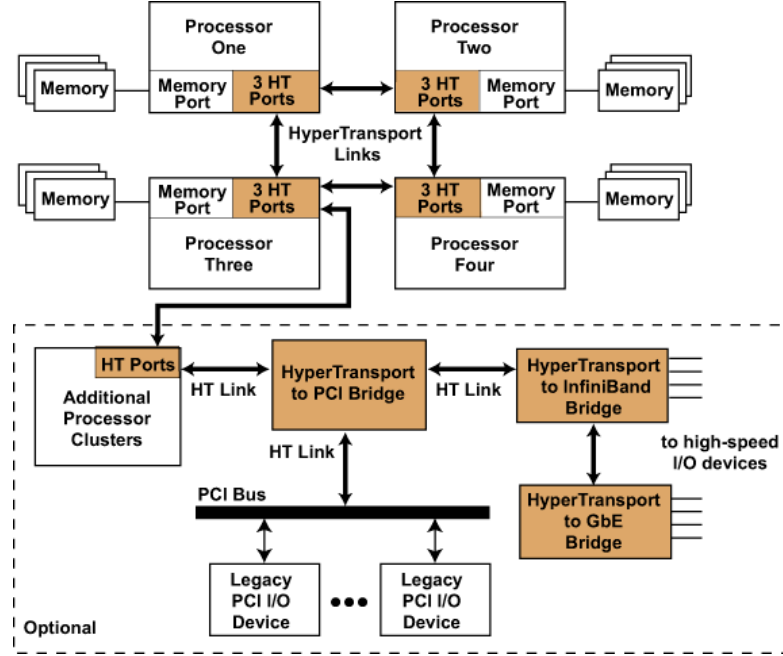 Processor
One
Processor
Two
Memory
Memory
Port
3 HT
Ports
3 HT
Ports
Memory
Port
Memory
HyperTransport
Links
Memory
Memory
Port
3 HT
Ports
3 HT
Ports
Memory
Port
Memory
Processor
Three
Processor
Four
HT Ports
Additional
Processor
Clusters
HT Link
HyperTransport
to PCI Bridge
HT Link
HyperTransport
to InfiniBand
Bridge
HT Link
to high-speed
I/O devices
PCI Bus
HyperTransport
to GbE
Bridge
Legacy
PCI I/O
Device
Legacy
PCI I/O
Device
Optional